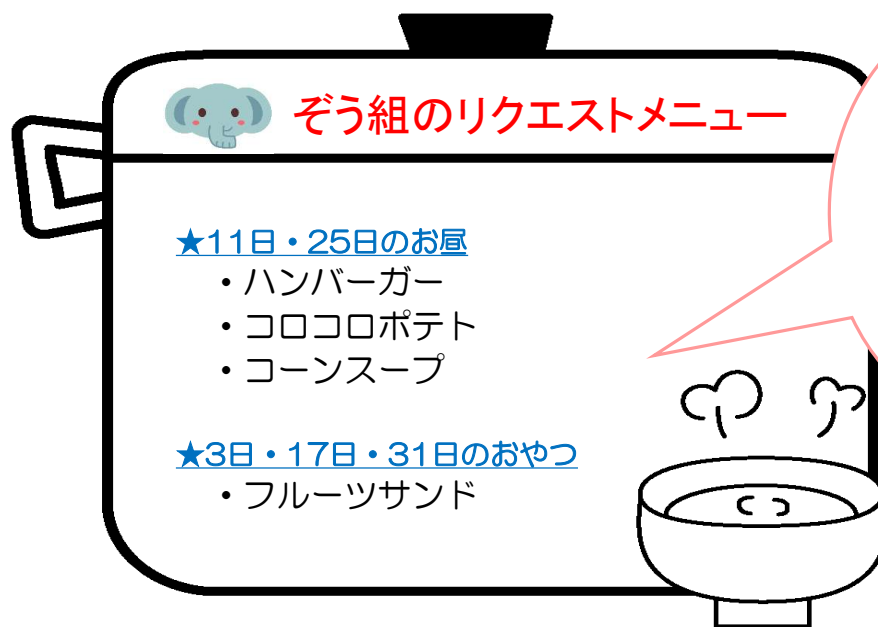 ぞう組のリクエストメニュー
★11日・25日のお昼
・ハンバーガー
・コロコロポテト
・コーンスープ
★3日・17日・31日のおやつ
・フルーツサンド